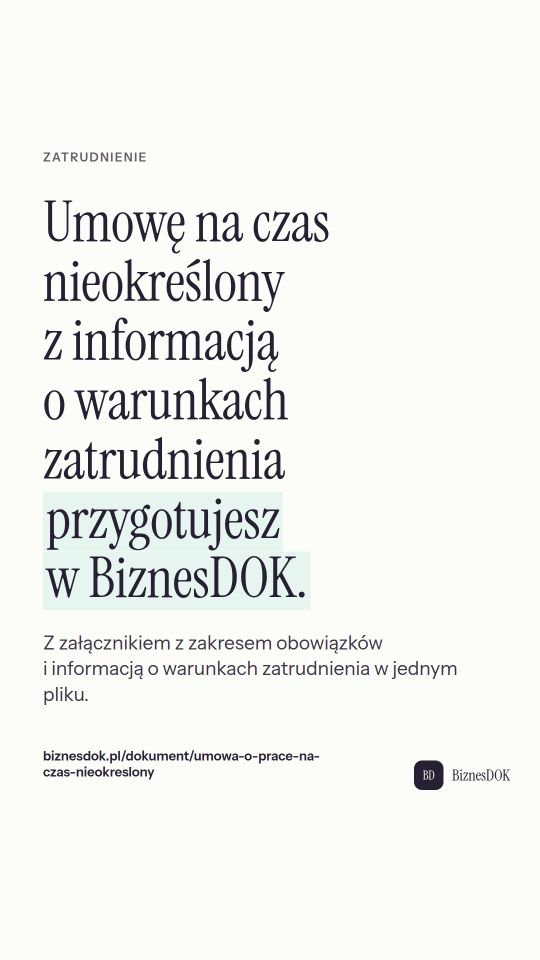 ZATRUDNIENIE
Umowę na czas
nieokreślony
z informacją
o warunkach
zatrudnienia
przygotujesz
w BiznesDOK.
Z załącznikiem z zakresem obowiązków
i informacją o warunkach zatrudnienia w jednym
pliku.
biznesdok.pl/dokument/umowa-o-prace-na-
czas-nieokreslony
BD BiznesDOK